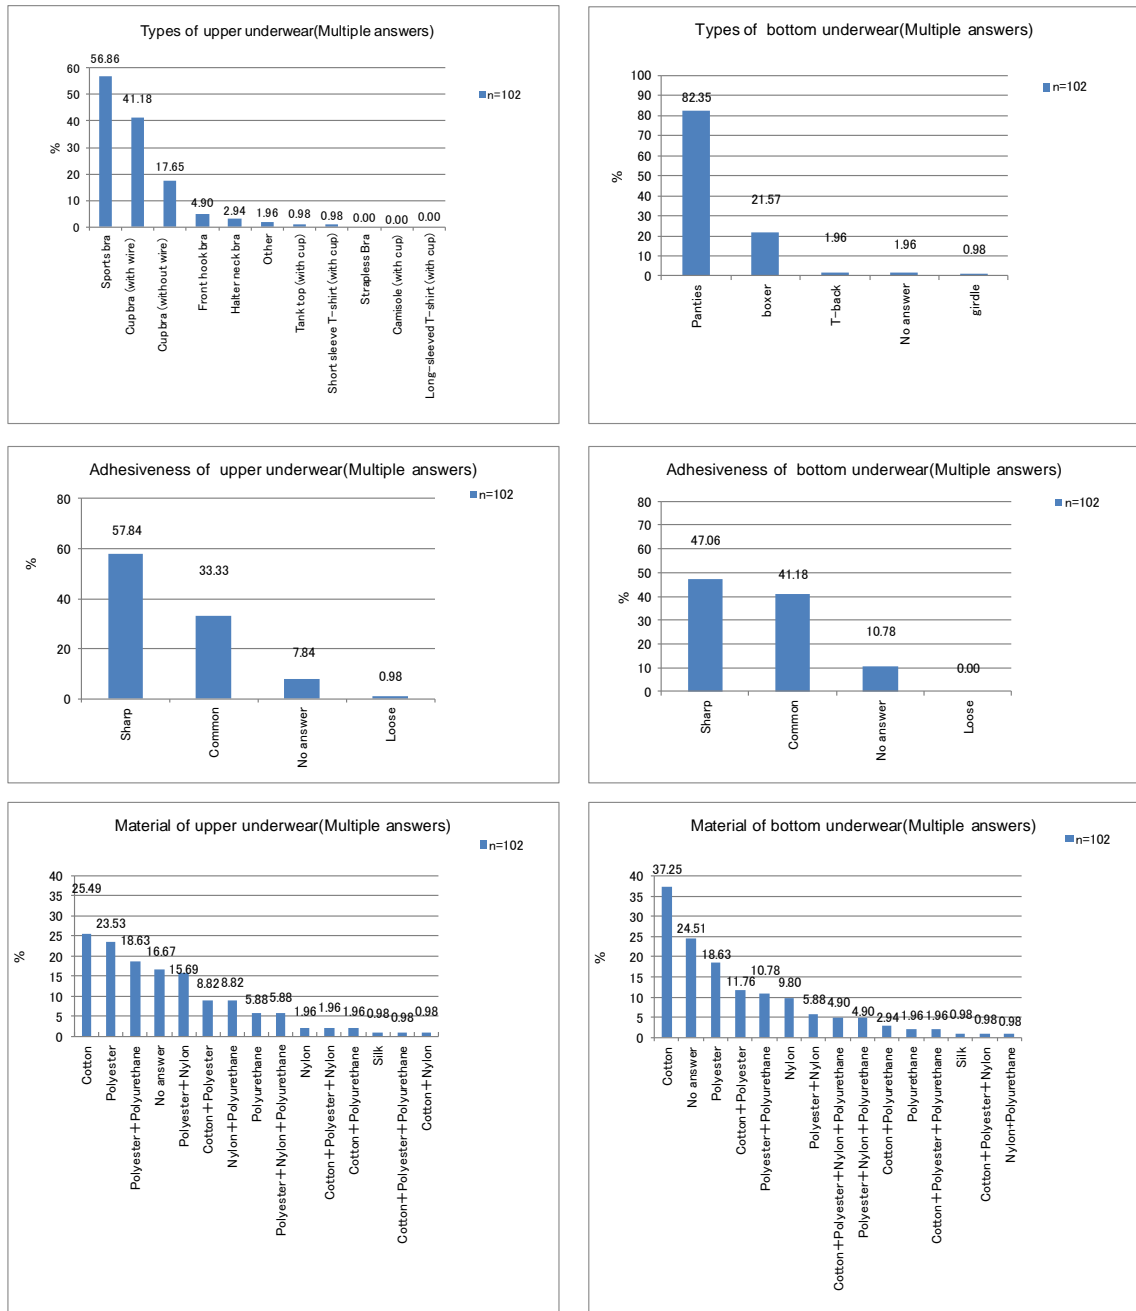 Types of upper underwear(Multiple answers)
n=102
%
60
50
40
30
20
10
0
56.86
41.18
17.65
4.90
2.94
1.96
0.98
0.98
0.00
0.00
0.00
Sports bra
Cup bra (with wire)
Cup bra (without wire)
Front hook bra
Halter neck bra
Other
Tank top (with cup)
Short sleeve T-shirt (with cup)
Strapless Bra
Camisole (with cup)
Long-sleeved T-shirt (with cup)
Types of bottom underwear(Multiple answers)
n=102
%
100
90
80
70
60
50
40
30
20
10
0
82.35
21.57
1.96
1.96
0.98
Panties
boxer
T-back
No answer
girdle
Adhesiveness of upper underwear(Multiple answers)
n=102
%
80
60
40
20
0
57.84
33.33
7.84
0.98
Sharp
Common
No answer
Loose
Adhesiveness of bottom underwear(Multiple answers)
n=102
%
80
70
60
50
40
30
20
10
0
47.06
41.18
10.78
0.00
Sharp
Common
No answer
Loose
Material of upper underwear(Multiple answers)
n=102
%
40
35
30
25
20
15
10
5
0
25.49
23.53
18.63
16.67
15.69
8.82
8.82
5.88
5.88
1.96
1.96
1.96
0.98
0.98
0.98
Cotton
Polyester
Polyester+Polyurethane
No answer
Polyester+Nylon
Cotton+Polyester
Nylon+Polyurethane
Polyurethane
Polyester+Nylon+Polyurethane
Nylon
Cotton+Polyester+Nylon
Cotton+Polyurethane
Silk
Cotton+Polyester+Polyurethane
Cotton+Nylon
Material of bottom underwear(Multiple answers)
n=102
%
40
35
30
25
20
15
10
5
0
37.25
24.51
18.63
11.76
10.78
9.80
5.88
4.90
4.90
2.94
1.96
1.96
0.98
0.98
0.98
Cotton
No answer
Polyester
Cotton+Polyester
Polyester+Polyurethane
Nylon
Polyester+Nylon
Cotton+Polyester+Nylon+Polyurethane
Polyester+Nylon+Polyurethane
Cotton+Polyurethane
Polyurethane
Cotton+Polyester+Polyurethane
Silk
Cotton+Polyester+Nylon
Nylon+Polyurethane